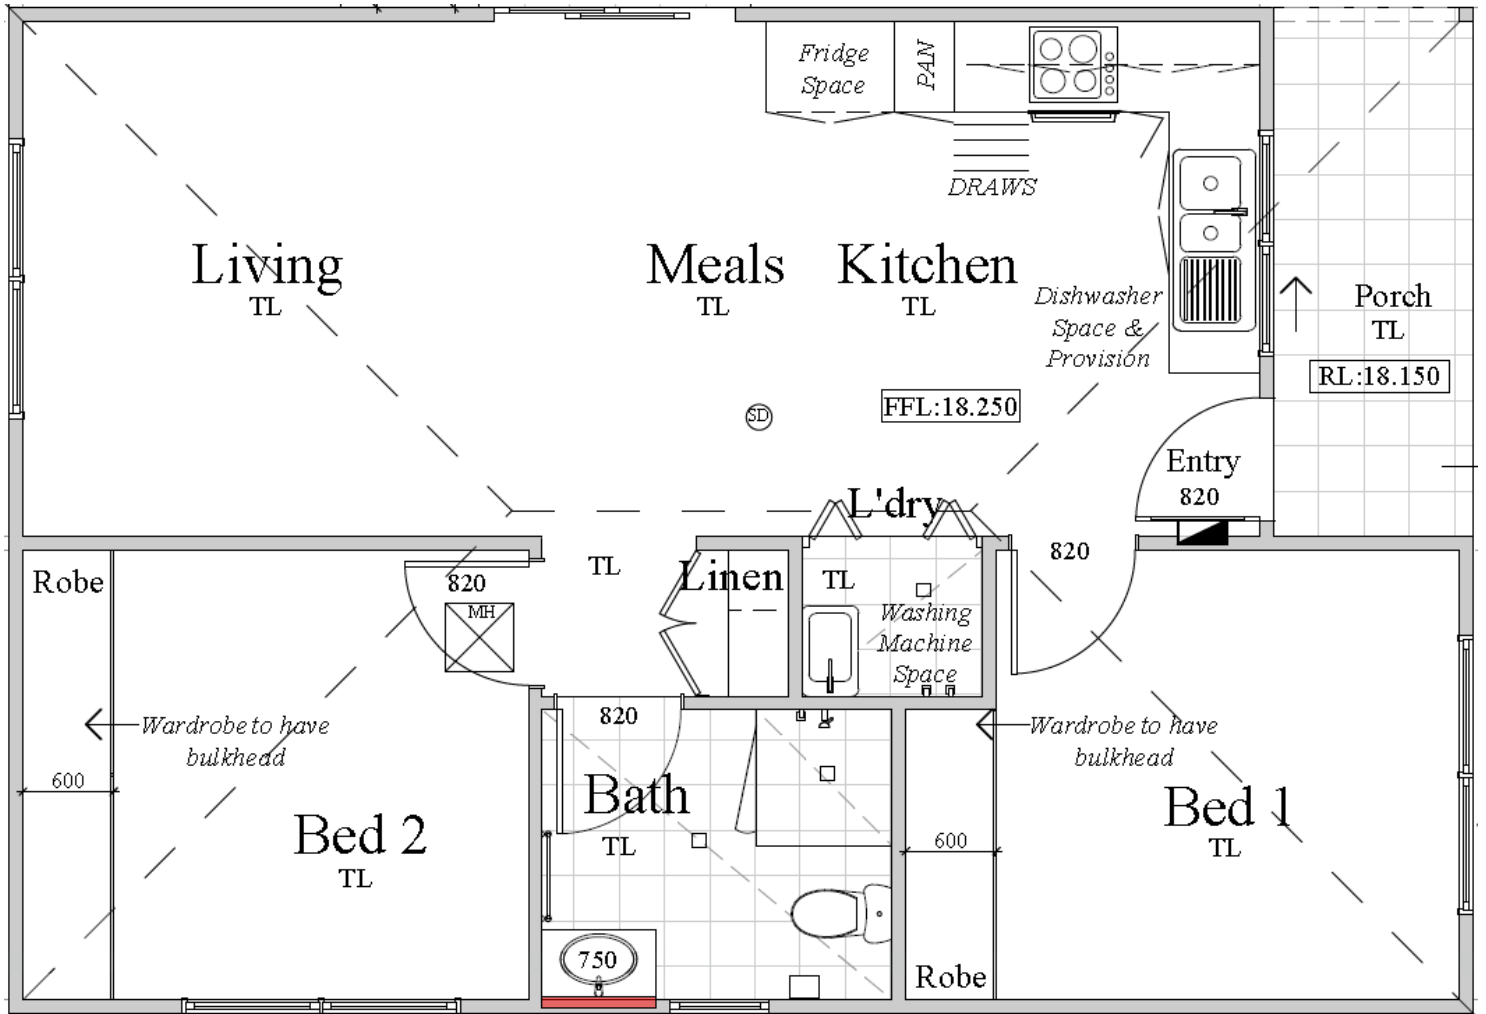 Fridge
Space
PAN
DRAWS
Living
TL
Meals
TL
Kitchen
TL
Dishwasher
Space &
Provision
Porch
TL
RL:18.150
FFL:18.250
SD
Entry
820
L'dry
820
Robe
820
MH
TL
Linen
TL
Washing
Machine
Space
Wardrobe to have
bulkhead
600
Bed 2
TL
820
Bath
TL
750
Wardrobe to have
bulkhead
600
Bed 1
TL
Robe